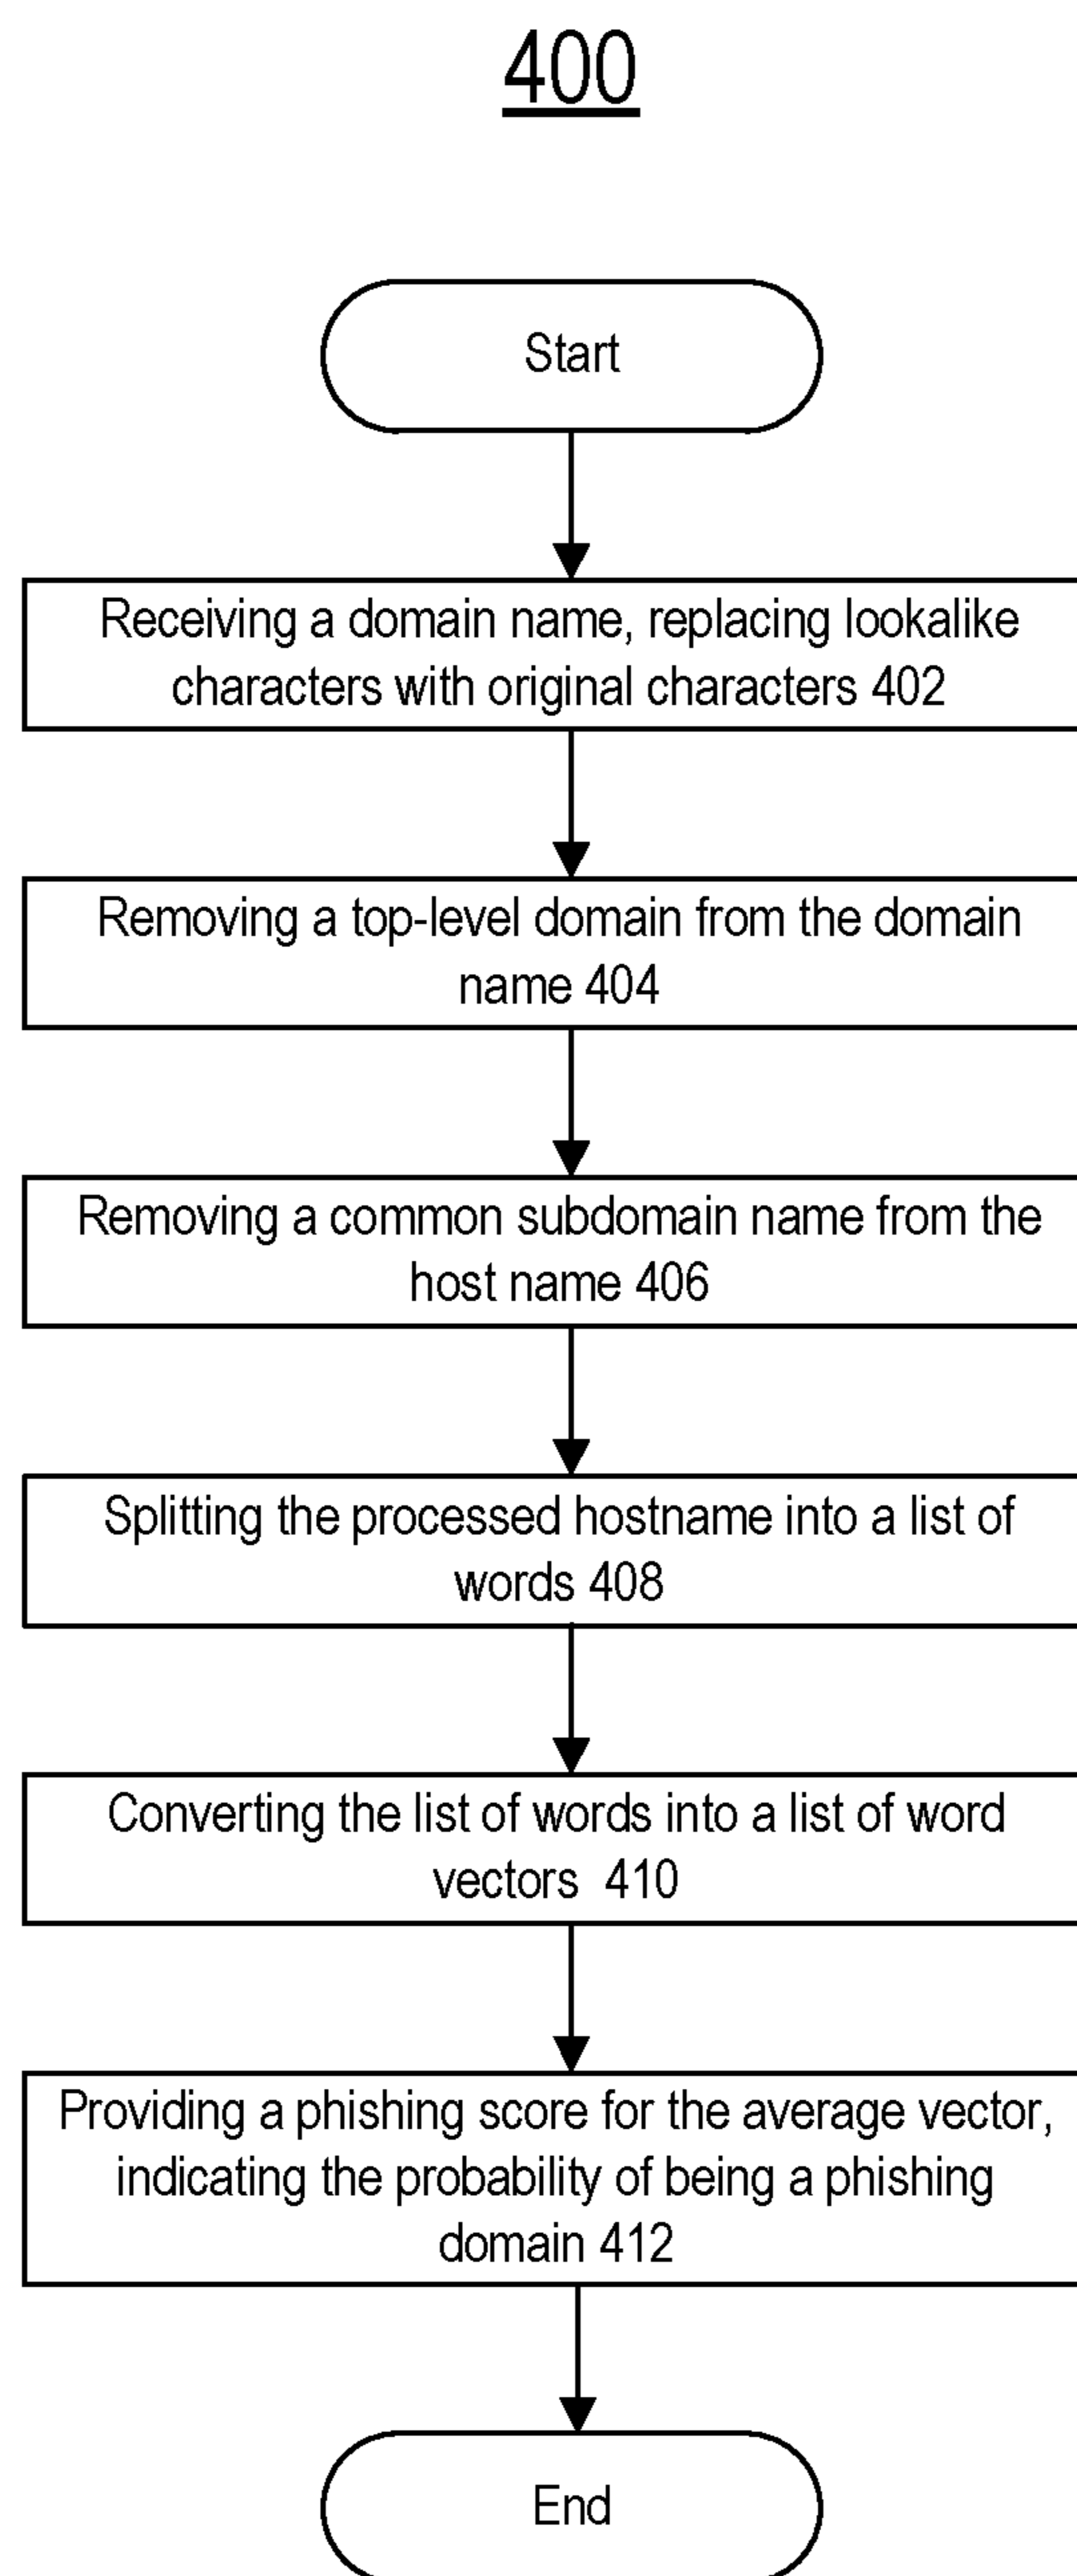 400
Start
Receiving a domain name, replacing lookalike
characters with original characters 402
Removing a top-level domain from the domain
name 404
Removing a common subdomain name from the
host name 406
Splitting the processed hostname into a list of
words 408
Converting the list of words into a list of word
vectors  410
Providing a phishing score for the average vector,
indicating the probability of being a phishing
domain 412
End